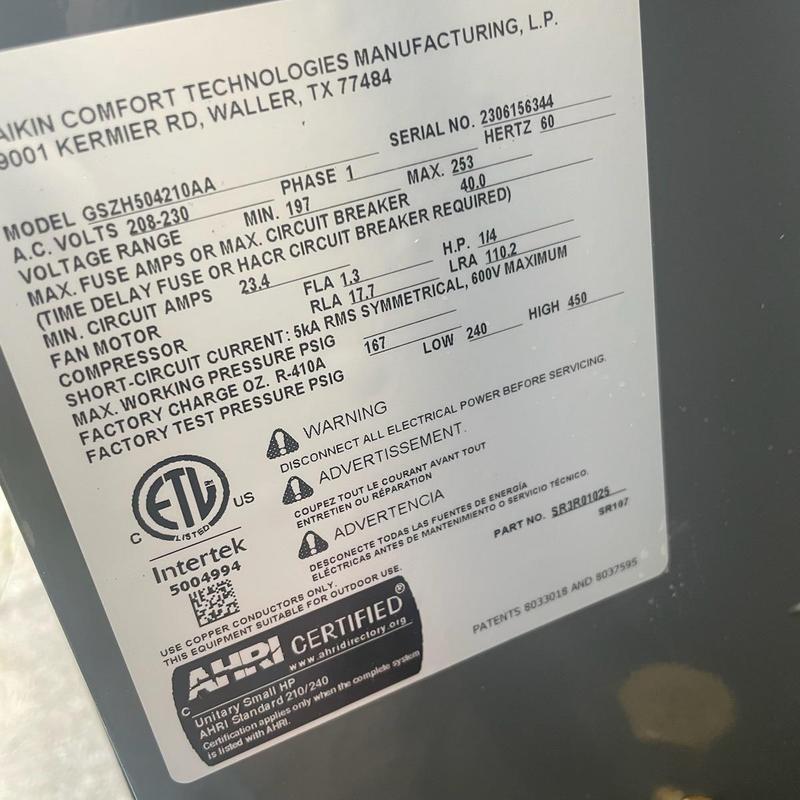 AIKIN COMFORT TECHNOLOGIES MANUFACTURING, L.P.
9001 KERMIER RD, WALLER, TX 77484
MODEL GSZH504210AA SERIAL NO. 2306156344
A.C. VOLTS 208-230 PHASE 1 HERTZ 60
VOLTAGE RANGE MIN. 197 MAX. 253
MAX. FUSE AMPS OR MAX. CIRCUIT BREAKER 40.0
(TIME DELAY FUSE OR HACR CIRCUIT BREAKER REQUIRED)
MIN. CIRCUIT AMPS 23.4
FAN MOTOR FLA 1.3 H.P. 1/4
COMPRESSOR RLA 17.7 LRA 110.2
SHORT-CIRCUIT CURRENT: 5kA RMS SYMMETRICAL, 600V MAXIMUM
MAX. WORKING PRESSURE PSIG
FACTORY CHARGE OZ. R-410A 167
FACTORY TEST PRESSURE PSIG LOW 240 HIGH 450
WARNING
DISCONNECT ALL ELECTRICAL POWER BEFORE SERVICING.
ADVERTISSEMENT.
COUPEZ TOUT LE COURANT AVANT TOUT
ENTRETIEN OU RÉPARATION
ADVERTENCIA
DESCONECTE TODAS LAS FUENTES DE ENERGÍA
ELÉCTRICAS ANTES DE MANTENIMIENTO O SERVICIO TÉCNICO.
PART NO. SR3R01025
SR107
ETL
LISTED
C US
Intertek
5004994
USE COPPER CONDUCTORS ONLY.
THIS EQUIPMENT SUITABLE FOR OUTDOOR USE.
PATENTS 8033018 AND 8037595
AHRI CERTIFIED®
www.ahridirectory.org
C
Unitary Small HP
AHRI Standard 210/240
Certification applies only when the complete system
is listed with AHRI.